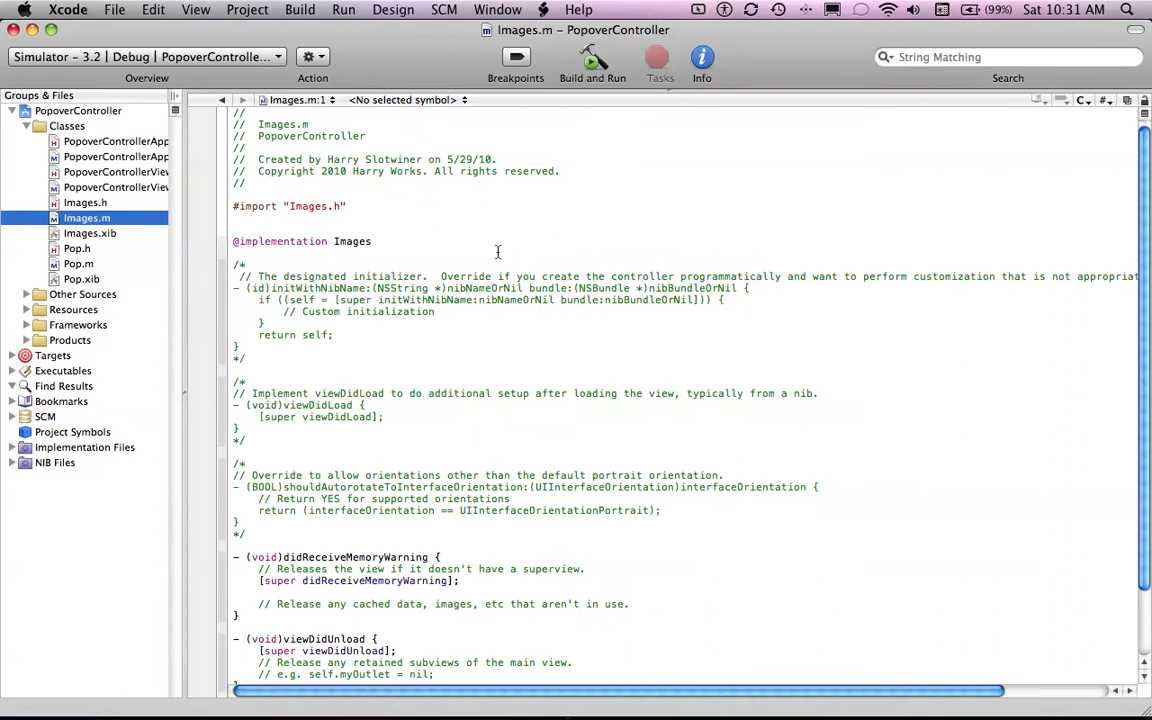 Xcode File Edit View Project Build Run Design SCM Window Help (99%) Sat 10:31 AM
Images.m - PopoverController
Simulator - 3.2 | Debug | PopoverControlle...
String Matching
Overview Action Breakpoints Build and Run Tasks Info Search
Groups & Files
Images.m:1 <No selected symbol> C, #,
PopoverController
Classes
PopoverControllerApp
PopoverControllerApp
PopoverControllerView
PopoverControllerView
Images.h
Images.m
Images.xib
Pop.h
Pop.m
Pop.xib
Other Sources
Resources
Frameworks
Products
Targets
Executables
Find Results
Bookmarks
SCM
Project Symbols
Implementation Files
NIB Files
//
// Images.m
// PopoverController
//
// Created by Harry Slotwiner on 5/29/10.
// Copyright 2010 Harry Works. All rights reserved.
//
#import "Images.h"
@implementation Images
/*
// The designated initializer. Override if you create the controller programmatically and want to perform customization that is not appropriat
- (id)initWithNibName:(NSString *)nibNameOrNil bundle:(NSBundle *)nibBundleOrNil {
if ((self = [super initWithNibName:nibNameOrNil bundle:nibBundleOrNil])) {
// Custom initialization
}
return self;
}
*/
/*
// Implement viewDidLoad to do additional setup after loading the view, typically from a nib.
- (void)viewDidLoad {
[super viewDidLoad];
}
*/
/*
// Override to allow orientations other than the default portrait orientation.
- (BOOL)shouldAutorotateToInterfaceOrientation:(UIInterfaceOrientation)interfaceOrientation {
// Return YES for supported orientations
return (interfaceOrientation == UIInterfaceOrientationPortrait);
}
*/
- (void)didReceiveMemoryWarning {
// Releases the view if it doesn't have a superview.
[super didReceiveMemoryWarning];
// Release any cached data, images, etc that aren't in use.
}
- (void)viewDidUnload {
[super viewDidUnload];
// Release any retained subviews of the main view.
// e.g. self.myOutlet = nil;